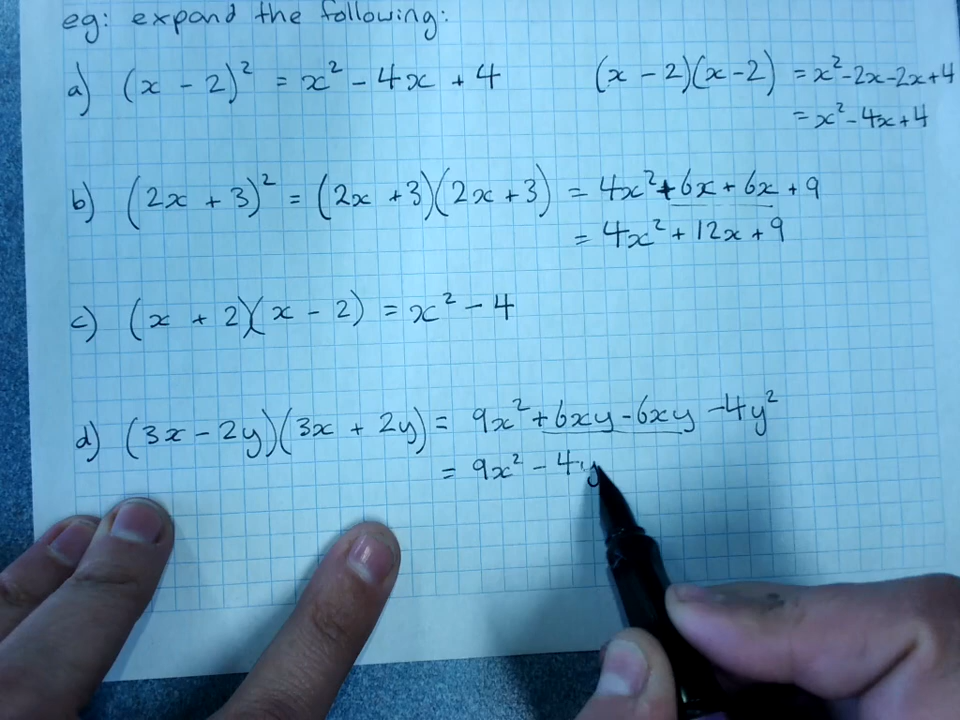 eg: expand the following:
a) (x - 2)² = x² - 4x + 4
(x - 2)(x - 2) = x² - 2x - 2x + 4
= x² - 4x + 4
b) (2x + 3)² = (2x + 3)(2x + 3) = 4x² + 6x + 6x + 9
= 4x² + 12x + 9
c) (x + 2)(x - 2) = x² - 4
d) (3x - 2y)(3x + 2y) = 9x² + 6xy - 6xy - 4y²
= 9x² - 4y